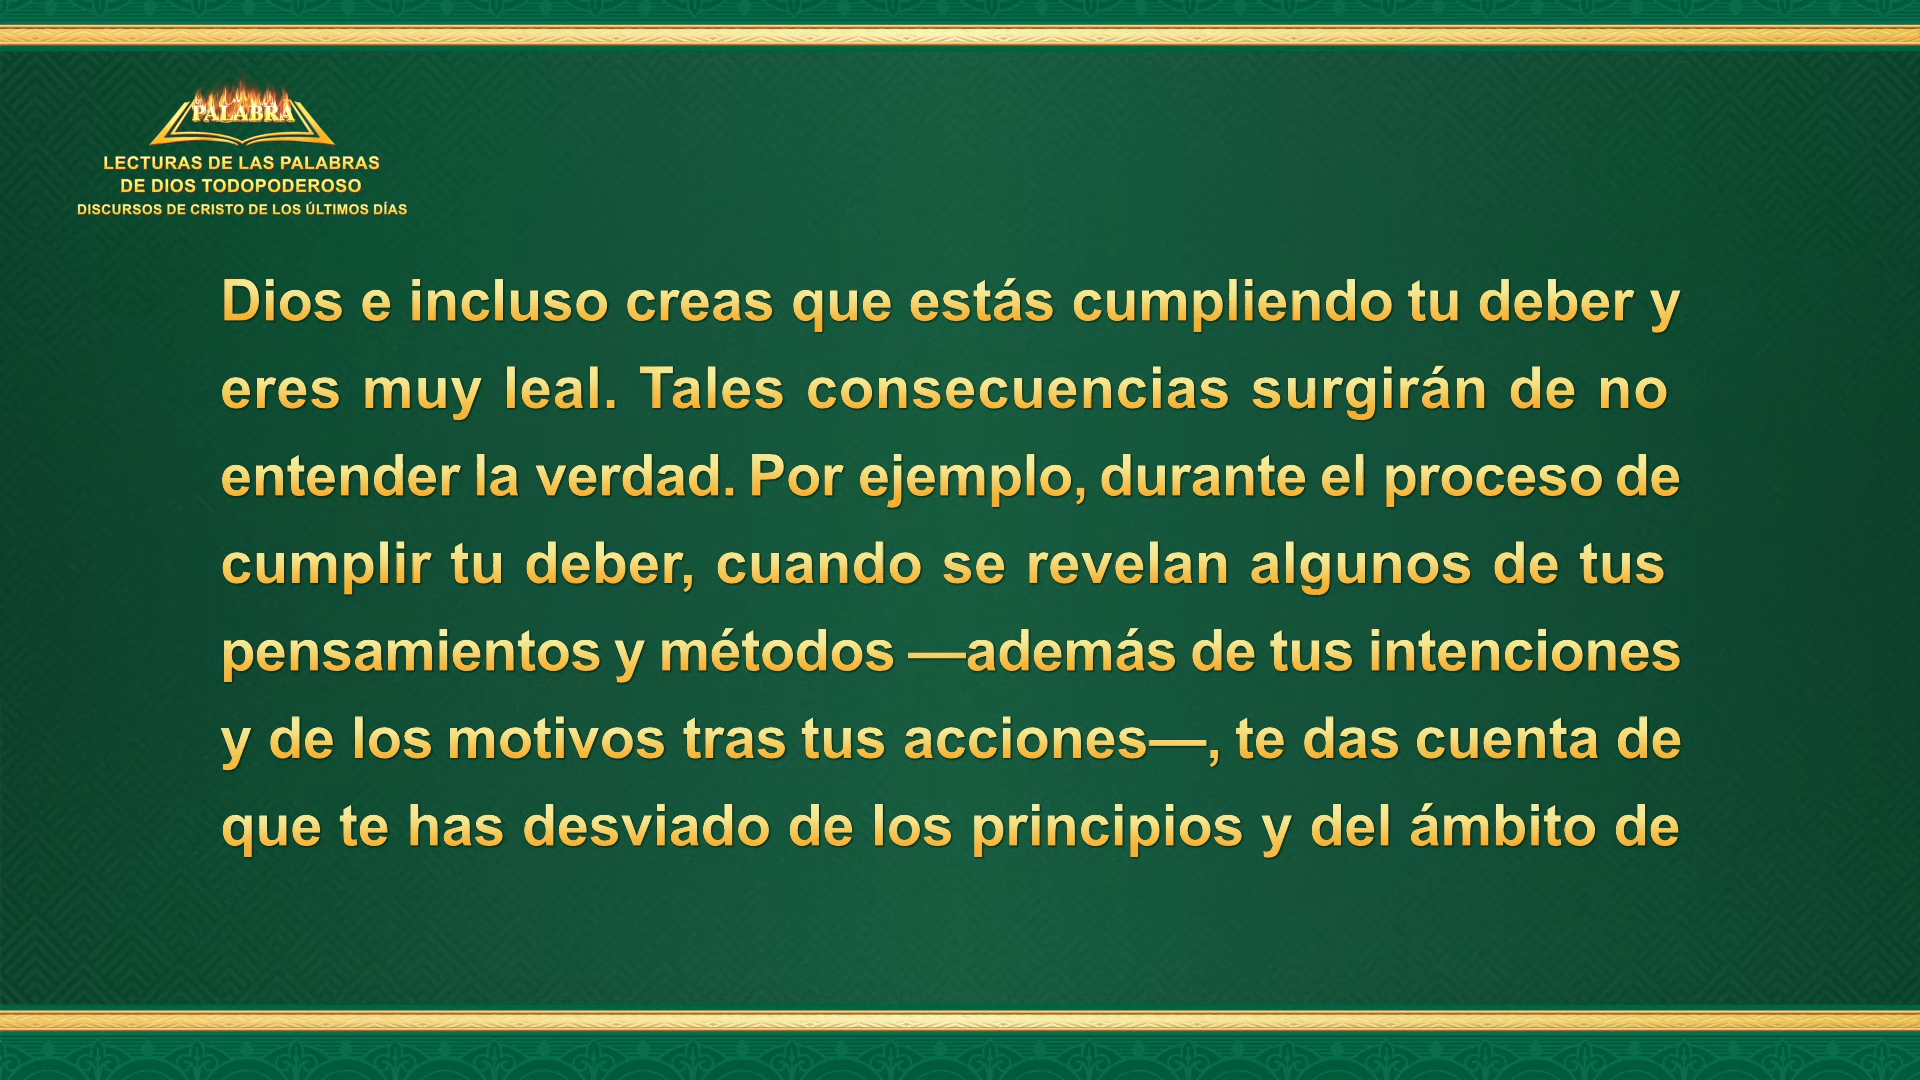 PALABRA
LECTURAS DE LAS PALABRAS
DE DIOS TODOPODEROSO
DISCURSOS DE CRISTO DE LOS ÚLTIMOS DÍAS
Dios e incluso creas que estás cumpliendo tu deber y
eres muy leal. Tales consecuencias surgirán de no
entender la verdad. Por ejemplo, durante el proceso de
cumplir tu deber, cuando se revelan algunos de tus
pensamientos y métodos —además de tus intenciones
y de los motivos tras tus acciones—, te das cuenta de
que te has desviado de los principios y del ámbito de